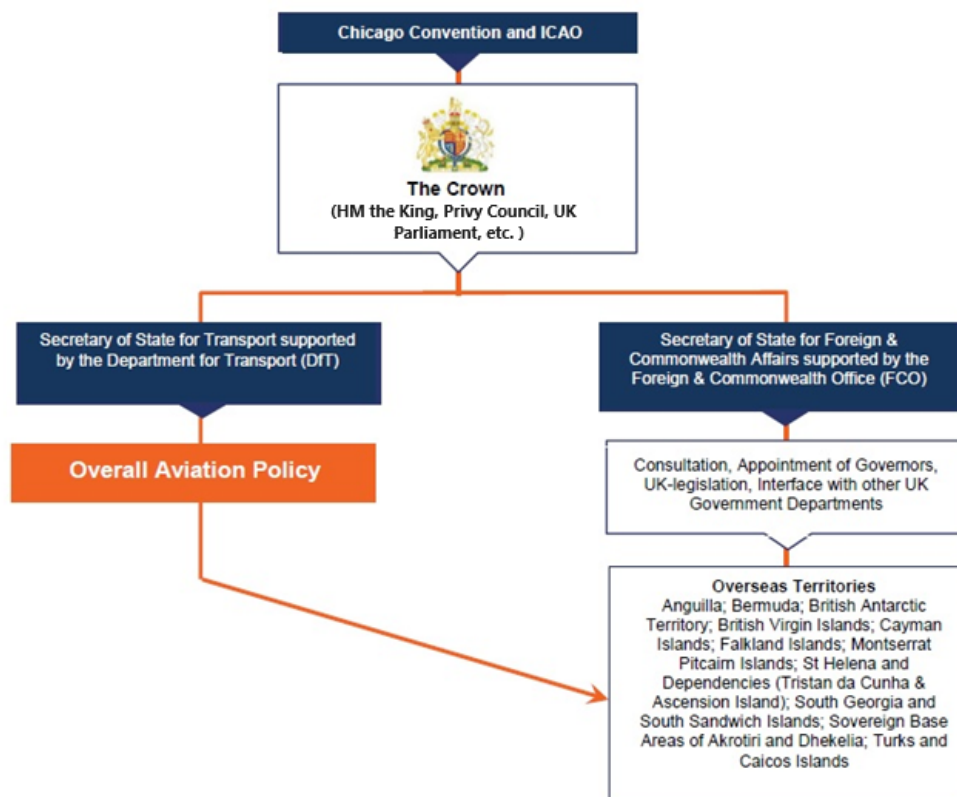 Chicago Convention and ICAO
The Crown
(HM the King, Privy Council, UK
Parliament, etc. )
Secretary of State for Transport supported
by the Department for Transport (DfT)
Overall Aviation Policy
Secretary of State for Foreign &
Commonwealth Affairs supported by the
Foreign & Commonwealth Office (FCO)
Consultation, Appointment of Governors,
UK-legislation, Interface with other UK
Government Departments
Overseas Territories
Anguilla; Bermuda; British Antarctic
Territory; British Virgin Islands; Cayman
Islands; Falkland Islands; Montserrat
Pitcairn Islands; St Helena and
Dependencies (Tristan da Cunha &
Ascension Island); South Georgia and
South Sandwich Islands; Sovereign Base
Areas of Akrotiri and Dhekelia; Turks and
Caicos Islands